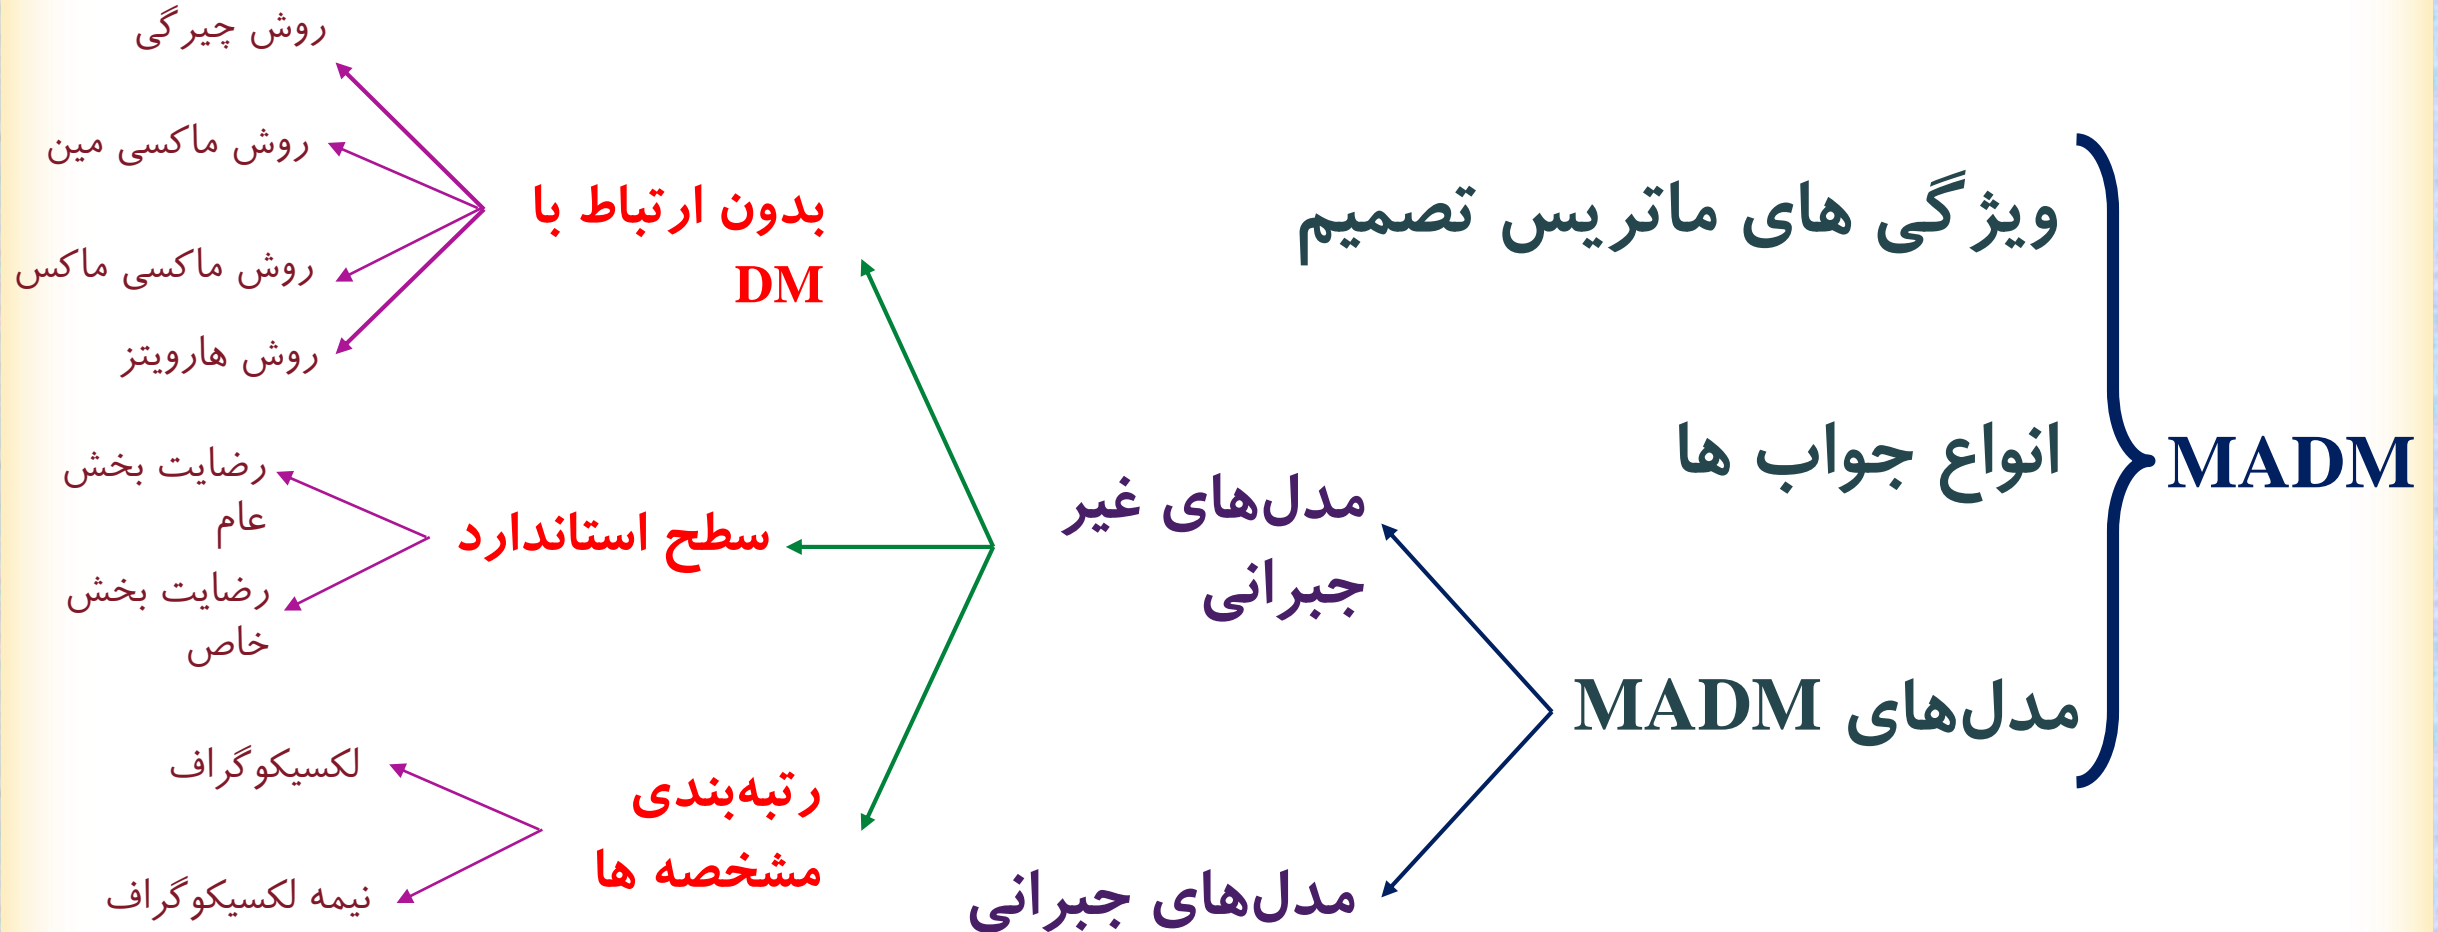 MADM
ویژگی های ماتریس تصمیم
انواع جواب ها
مدل‌های MADM
مدل‌های غیر
جبرانی
مدل‌های جبرانی
بدون ارتباط با
DM
سطح استاندارد
رتبه‌بندی
مشخصه ها
روش چیرگی
روش ماکسی مین
روش ماکسی ماکس
روش هارویتز
رضایت بخش
عام
رضایت بخش
خاص
لکسیکوگراف
نیمه لکسیکوگراف